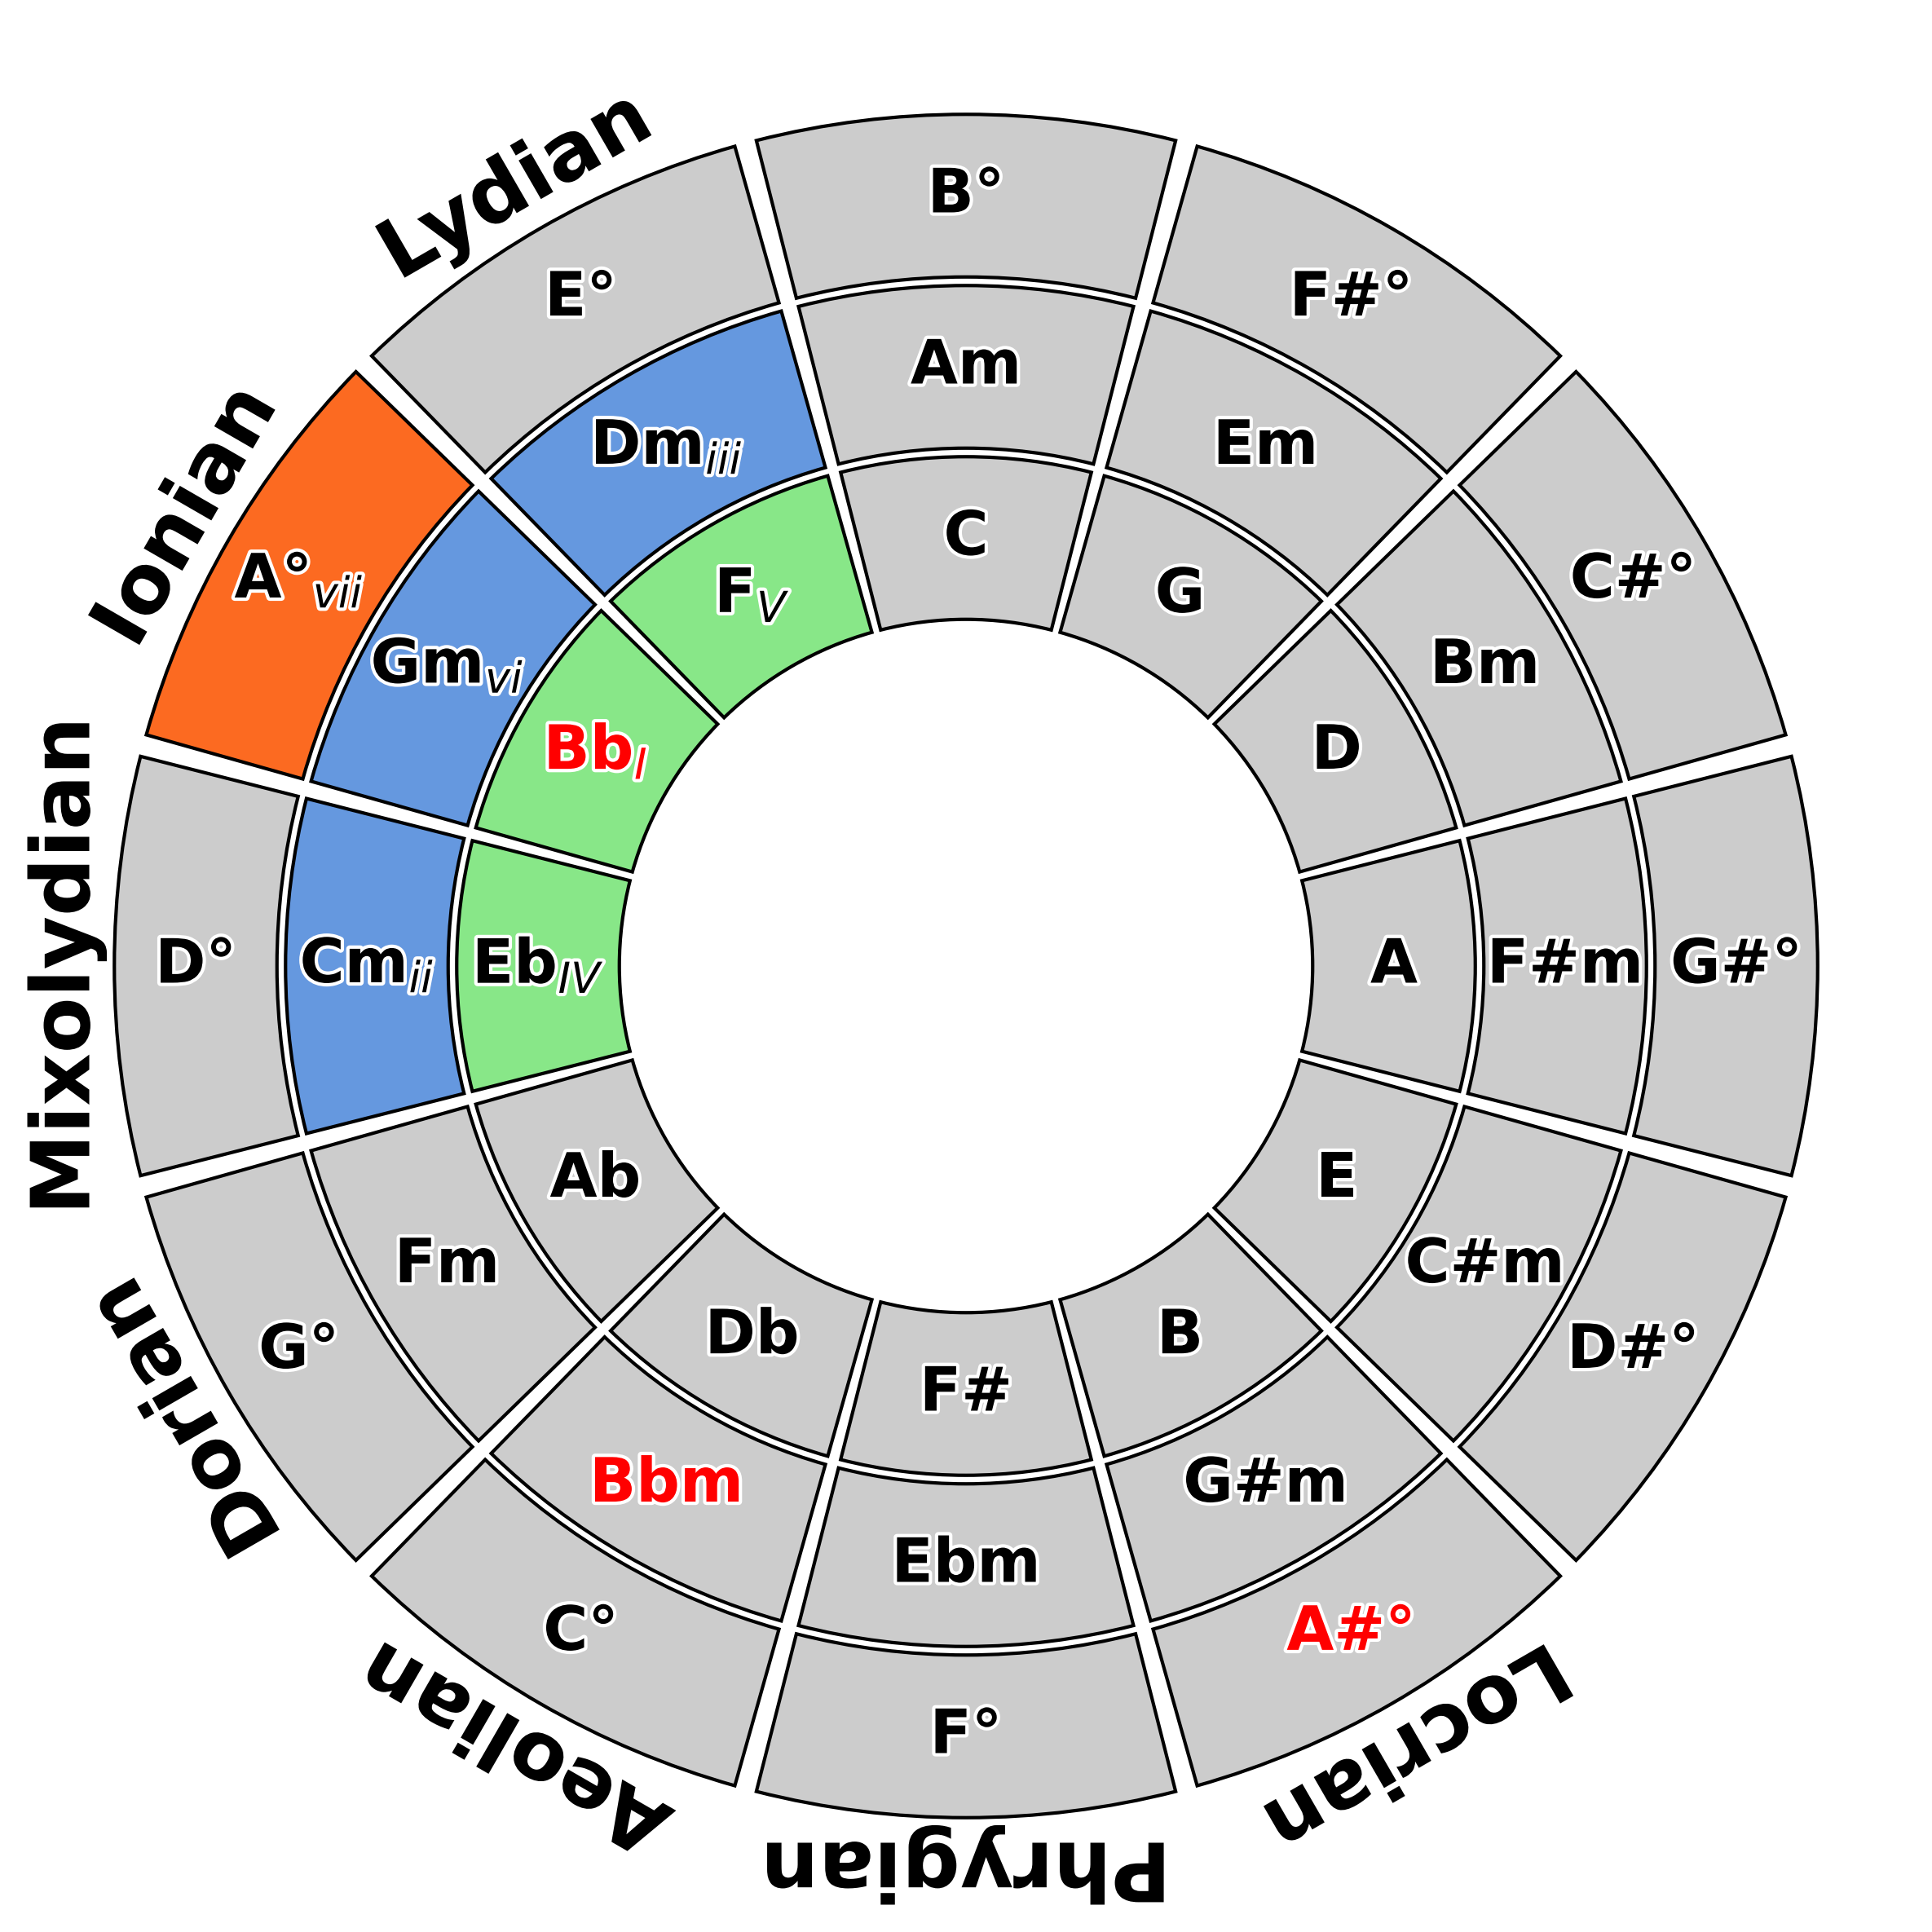 Lydian
Ionian
Mixolydian
Dorian
Aeolian
Phrygian
Locrian
B°
F#°
C#°
G#°
D#°
A#°
F°
C°
G°
D°
A°vii
E°
Am
Em
Bm
F#m
C#m
G#m
Ebm
Bbm
Fm
Cmii
Gmvi
Dmiii
C
G
D
A
E
B
F#
Db
Ab
EbIV
BbI
FV